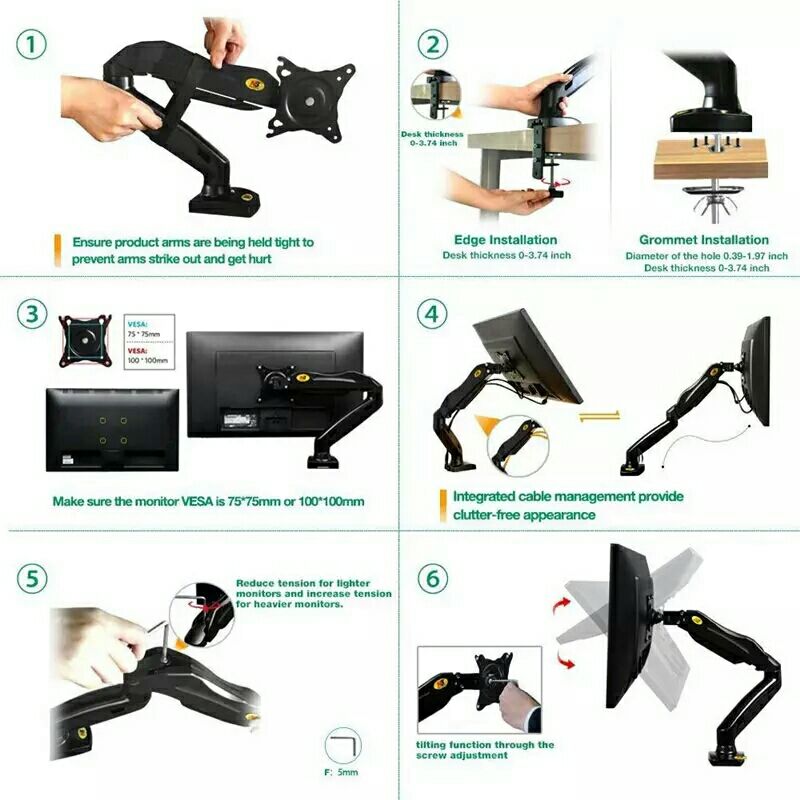 1
Ensure product arms are being held tight to
prevent arms strike out and get hurt
2
Desk thickness
0-3.74 inch
Edge Installation
Desk thickness 0-3.74 inch
Grommet Installation
Diameter of the hole 0.39-1.97 inch
Desk thickness 0-3.74 inch
3
VESA:
75 * 75mm
VESA:
100 * 100mm
Make sure the monitor VESA is 75*75mm or 100*100mm
4
Integrated cable management provide
clutter-free appearance
5
Reduce tension for lighter
monitors and increase tension
for heavier monitors.
F: 5mm
6
tilting function through the
screw adjustment